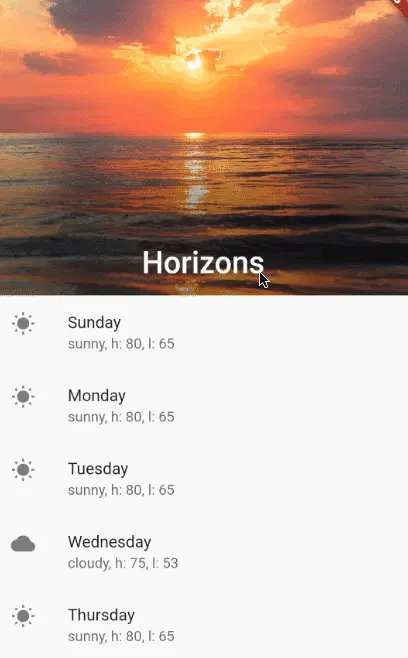 Horizons
Sunday
sunny, h: 80, l: 65
Monday
sunny, h: 80, l: 65
Tuesday
sunny, h: 80, l: 65
Wednesday
cloudy, h: 75, l: 53
Thursday
sunny, h: 80, l: 65